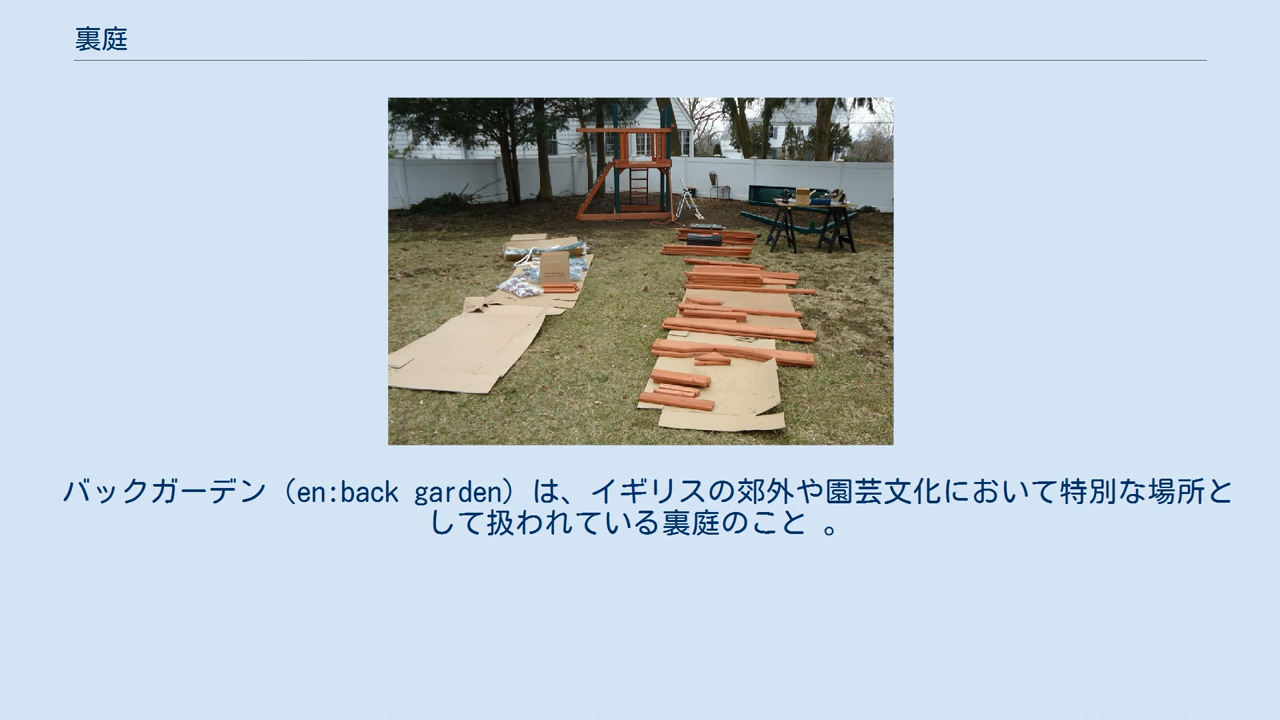 裏庭
バックガーデン（en:back garden）は、イギリスの郊外や園芸文化において特別な場所と
して扱われている裏庭のこと 。